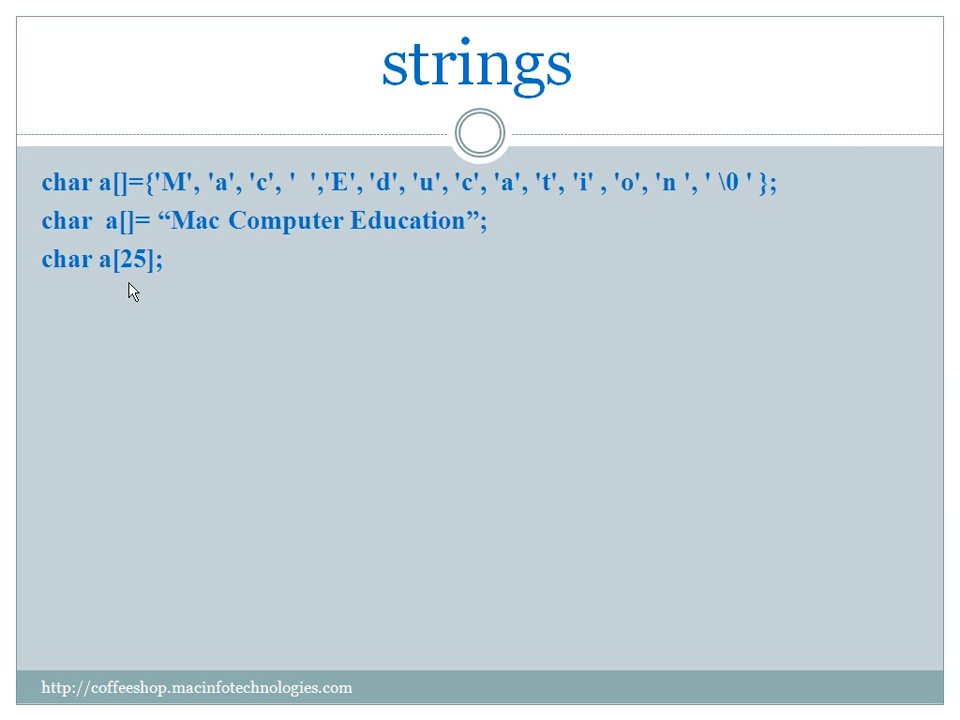 strings
char a[]={'M', 'a', 'c', '  ','E', 'd', 'u', 'c', 'a', 't', 'i' , 'o', 'n ', ' \0 ' };
char  a[]= “Mac Computer Education”;
char a[25];
http://coffeeshop.macinfotechnologies.com